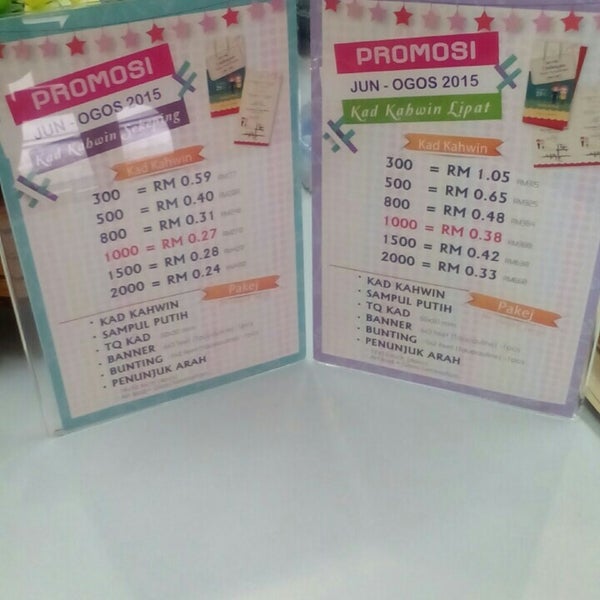 PROMOSI
JUN - OGOS 2015
Kad Kahwin Sekeping
Kad Kahwin
300 = RM 0.59
500 = RM 0.40
800 = RM 0.31
1000 = RM 0.27
1500 = RM 0.28
2000 = RM 0.24
Pakej
• KAD KAHWIN
• SAMPUL PUTIH
• TQ KAD
• BANNER
• BUNTING
• PENUNJUK ARAH
PROMOSI
JUN - OGOS 2015
Kad Kahwin Lipat
Kad Kahwin
300 = RM 1.05
500 = RM 0.65
800 = RM 0.48
1000 = RM 0.38
1500 = RM 0.42
2000 = RM 0.33
Pakej
• KAD KAHWIN
• SAMPUL PUTIH
• TQ KAD
• BANNER
• BUNTING
• PENUNJUK ARAH